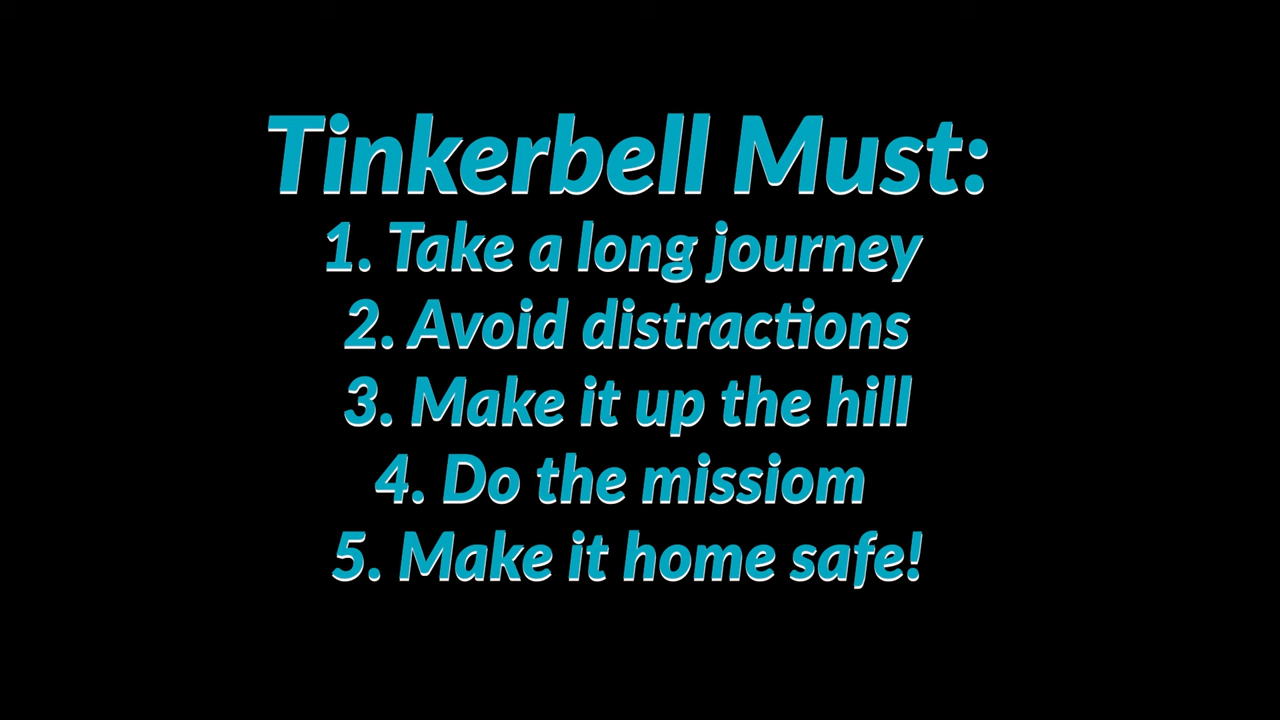 Tinkerbell Must:
1. Take a long journey
2. Avoid distractions
3. Make it up the hill
4. Do the missiom
5. Make it home safe!